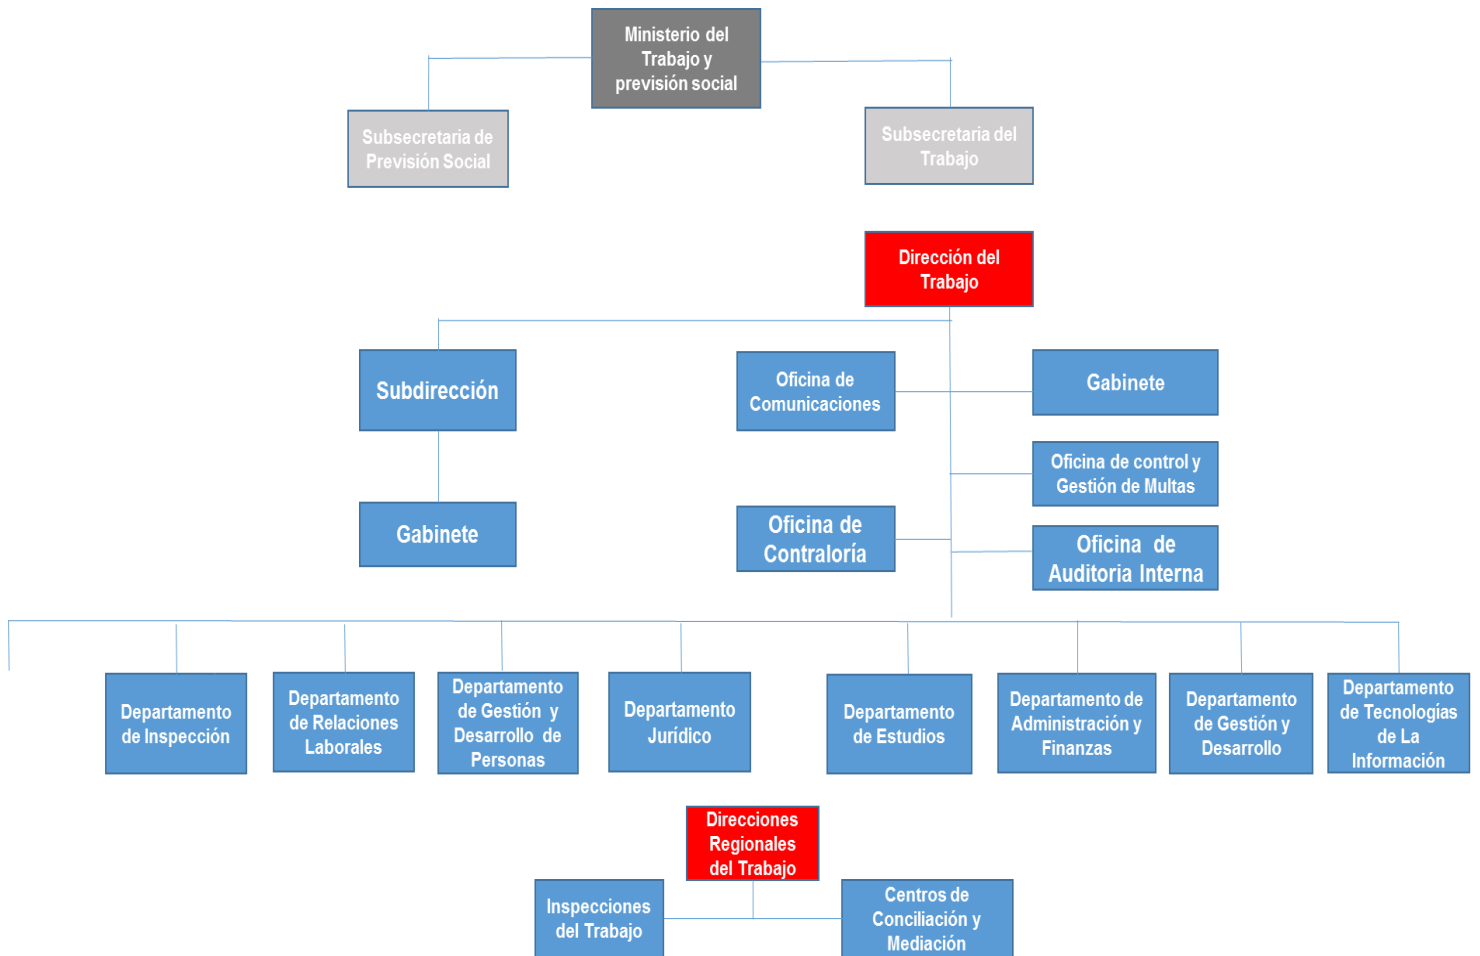 Ministerio del
Trabajo y
previsión social
Subsecretaria de
Previsión Social
Subsecretaria del
Trabajo
Dirección del
Trabajo
Subdirección
Oficina de
Comunicaciones
Gabinete
Oficina de control y
Gestión de Multas
Gabinete
Oficina de
Contraloría
Oficina de
Auditoria Interna
Departamento
de Inspección
Departamento
de Relaciones
Laborales
Departamento
de Gestión y
Desarrollo de
Personas
Departamento
Jurídico
Departamento
de Estudios
Departamento de
Administración y
Finanzas
Departamento
de Gestión y
Desarrollo
Departamento
de Tecnologías
de La
Información
Direcciones
Regionales
del Trabajo
Inspecciones
del Trabajo
Centros de
Conciliación y
Mediación